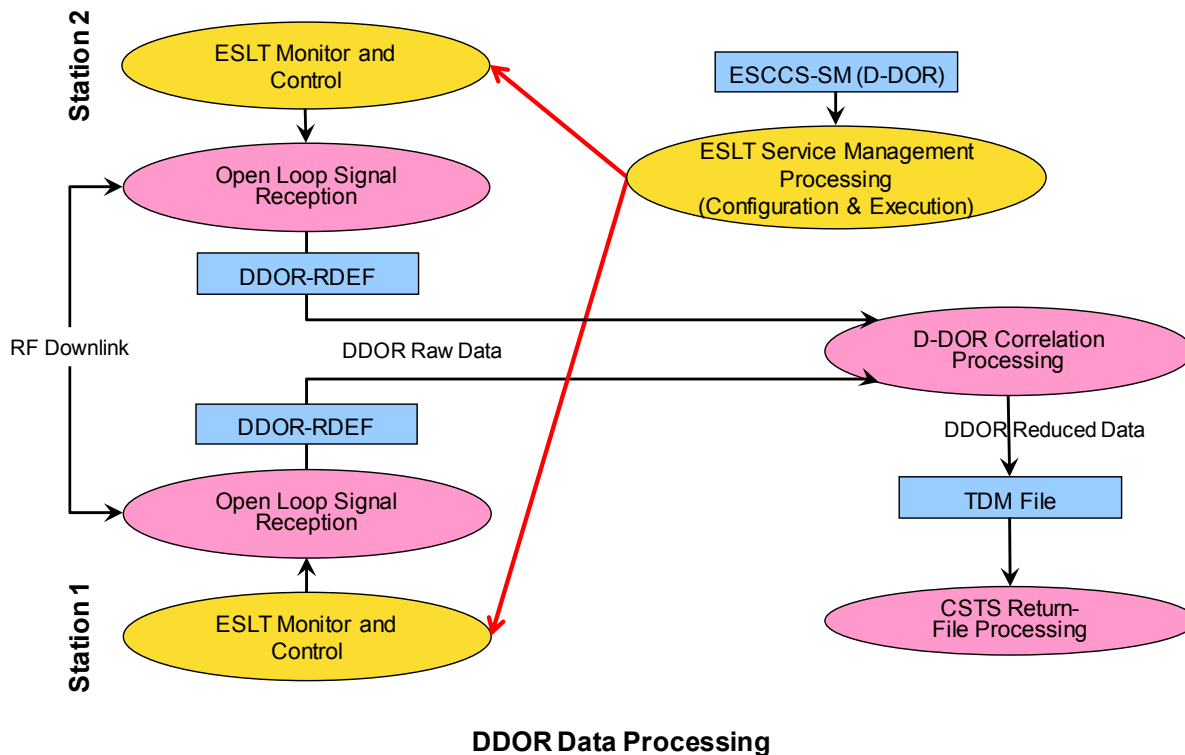 Station 2
ESLT Monitor and
Control
ESCCS-SM (D-DOR)
Open Loop Signal
Reception
ESLT Service Management
Processing
(Configuration & Execution)
DDOR-RDEF
RF Downlink
DDOR Raw Data
D-DOR Correlation
Processing
DDOR-RDEF
DDOR Reduced Data
Open Loop Signal
Reception
TDM File
Station 1
ESLT Monitor and
Control
CSTS Return-
File Processing
DDOR Data Processing